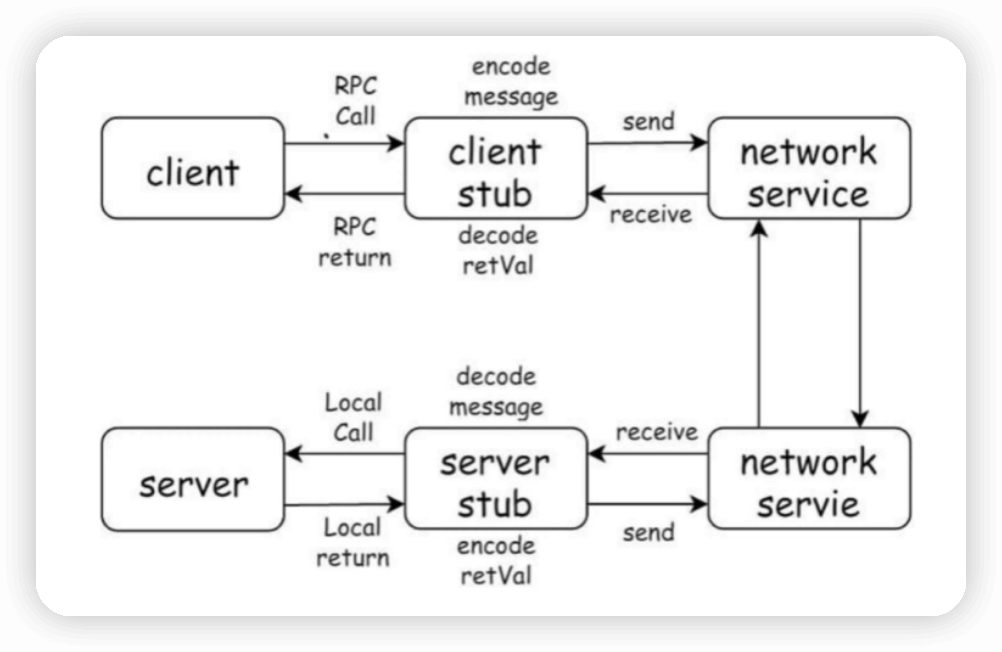 encode
message
RPC
Call
send
client
client
stub
network
service
RPC
return
decode
retVal
receive
decode
message
Local
Call
receive
server
server
stub
network
servie
Local
return
encode
retVal
send